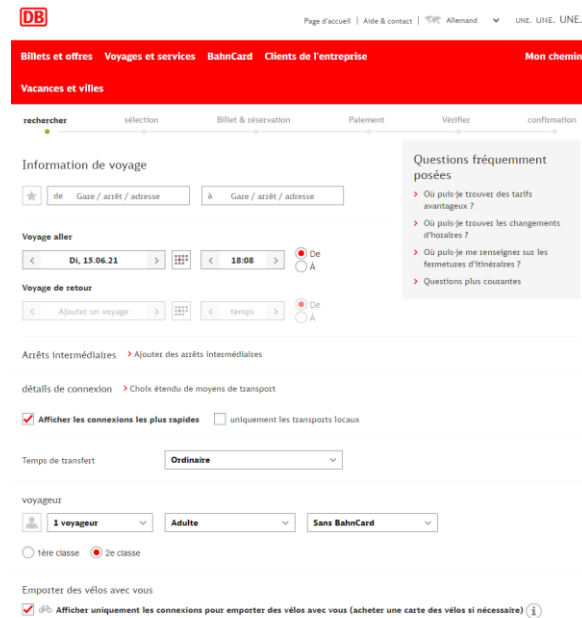 DB
Page d'accueil | Aide & contact | Allemand UNE. UNE. UNE.
Billets et offres Voyages et services BahnCard Clients de l'entreprise Mon chemin
Vacances et villes
rechercher sélection Billet & réservation Paiement Vérifier confirmation
Information de voyage
de Gare / arrêt / adresse à Gare / arrêt / adresse
Voyage aller
Di, 15.06.21 18:08 De
À
Voyage de retour
Ajouter un voyage temps De
À
Questions fréquemment
posées
Où puis-je trouver des tarifs
avantageux ?
Où puis-je trouver les changements
d'horaires ?
Où puis-je me renseigner sur les
fermetures d'itinéraires ?
Questions plus courantes
Arrêts intermédiaires Ajouter des arrêts intermédiaires
détails de connexion Choix étendu de moyens de transport
Afficher les connexions les plus rapides uniquement les transports locaux
Temps de transfert Ordinaire
voyageur
1 voyageur Adulte Sans BahnCard
1ère classe 2e classe
Emporter des vélos avec vous
Afficher uniquement les connexions pour emporter des vélos avec vous (acheter une carte des vélos si nécessaire) i